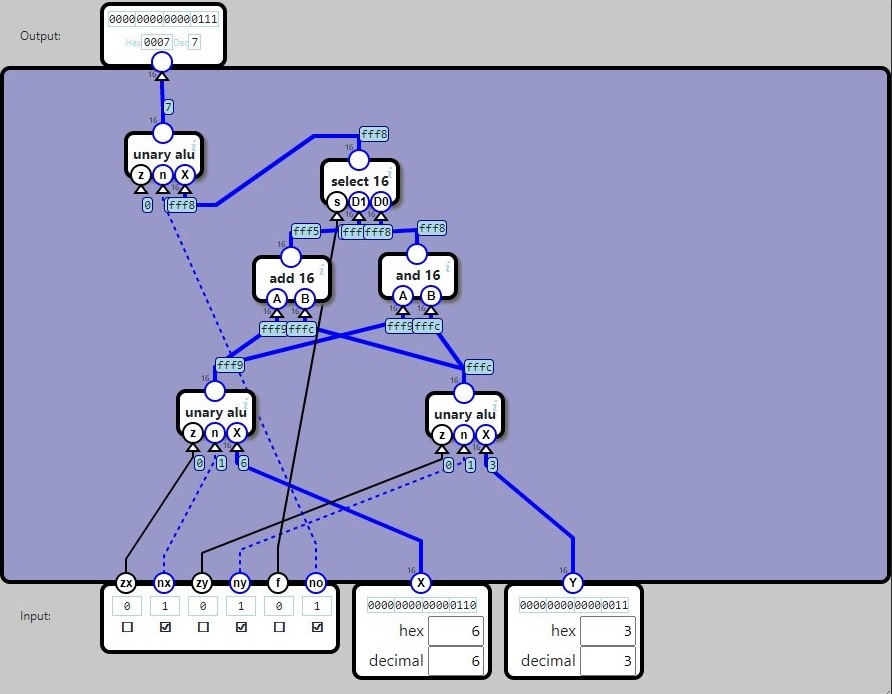 Output:
0000000000000111
Hex 0007 Dec 7
16
7
fff8
16
unary alu i
z n X
16
0 fff8
16
select 16 i
s D1 D0
16 16
fff5 fff fff8 fff8
16
add 16 i
A B
16 16
fff9 fffc
16
and 16 i
A B
16 16
fff9 fffc
fff9
16
unary alu i
z n X
16
0 1 6
fffc
16
unary alu i
z n X
16
0 1 3
zx nx zy ny f no
16 X
16 Y
Input:
0 1 0 1 0 1
0000000000000110
hex 6
decimal 6
0000000000000011
hex 3
decimal 3